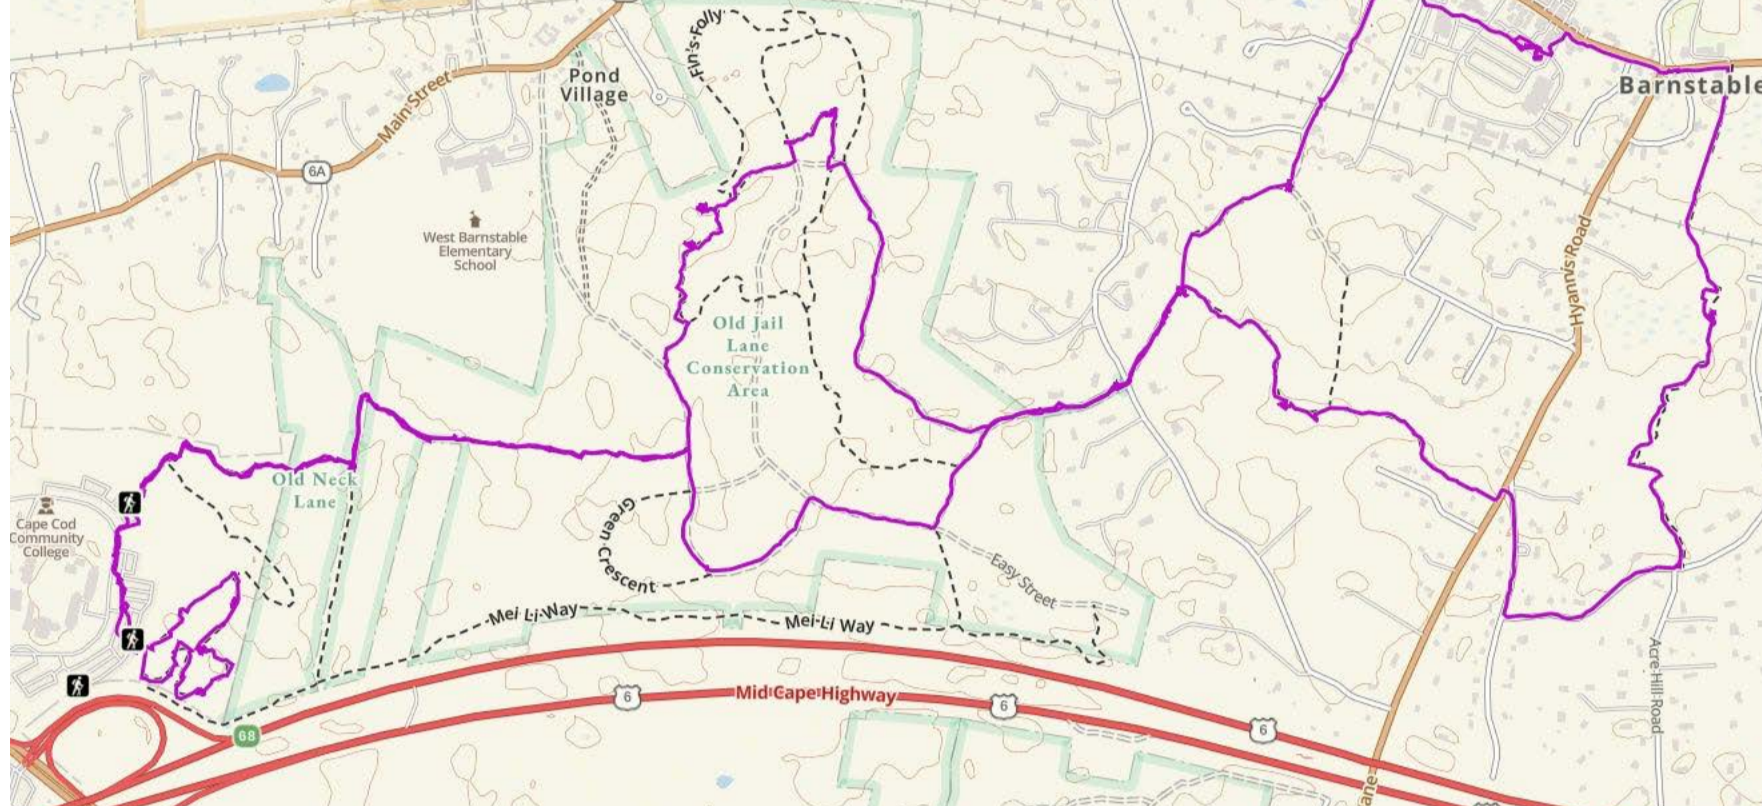 Fin's Folly
Pond
Village
Main Street
6A
Barnstable
West Barnstable
Elementary
School
Hyannis Road
Old Jail
Lane
Conservation
Area
Old Neck
Lane
Cape Cod
Community
College
Green Crescent
Easy Street
Mei Li Way
Mei Li Way
Acre Hill Road
Mid Cape Highway
6
6
6
68